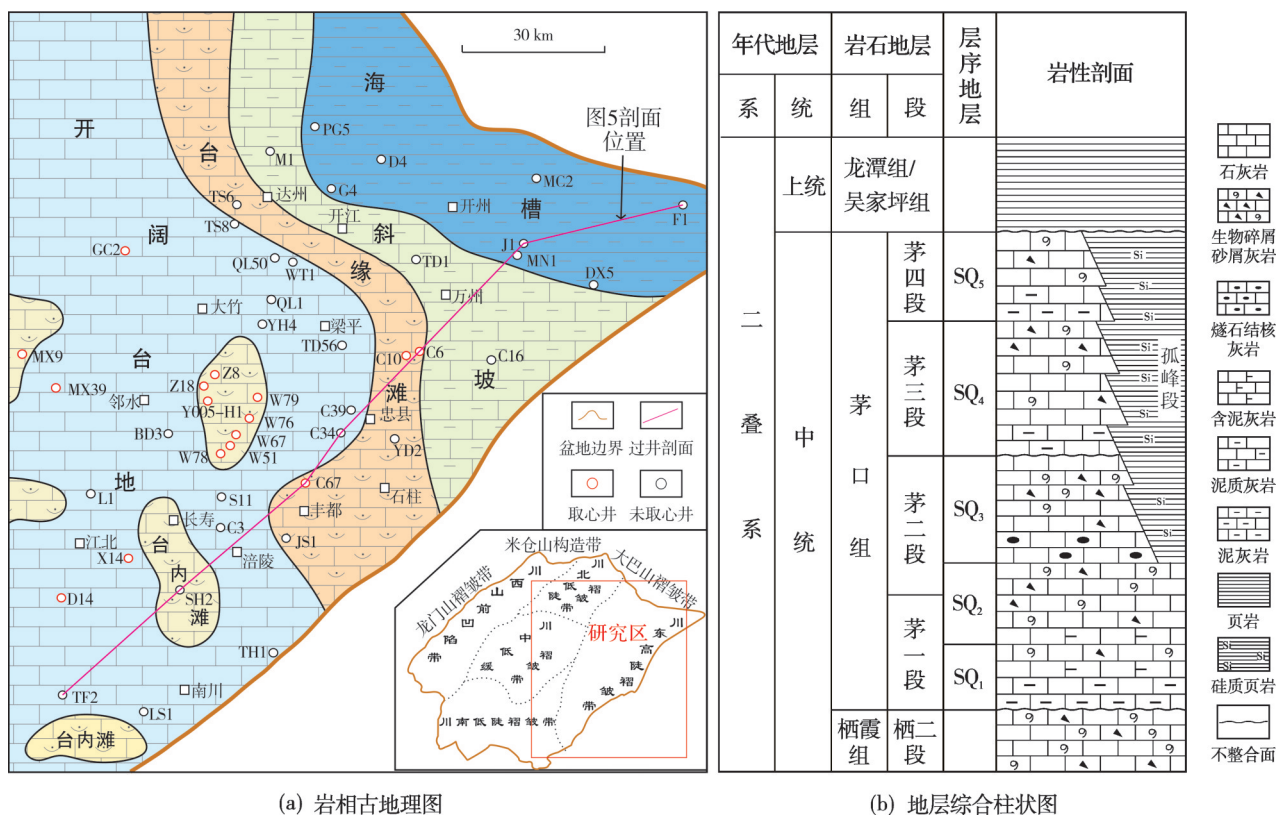 30 km
海
开
图5剖面
位置
台
PG5
M1
D4
MC2
G4
TS6
达州
开州
槽
F1
开江
TS8
阔
斜
J1
GC2
缘
MN1
QL50
WT1
TD1
DX5
万州
大竹
QL1
YH4
梁平
TD56
C10
C6
台
MX9
C16
Z8
坡
MX39
Z18
滩
邻水
W79
Y005-H1
C39
忠县
W76
BD3
C34
W67
YD2
W78
W51
盆地边界
过井剖面
地
C67
L1
S11
石柱
长寿
丰都
取心井
未取心井
C3
江北
台
JS1
涪陵
X14
内
SH2
D14
滩
TH1
TF2
南川
LS1
台内滩
米仓山构造带
大巴山褶皱带
龙门山褶皱带
川西山前凹陷带
川北低陡褶皱带
研究区
川中低缓褶皱带
川东高陡褶皱带
川南低陡褶皱带
(a) 岩相古地理图
年代地层
岩石地层
层序地层
岩性剖面
系
统
组
段
二叠系
上统
龙潭组/
吴家坪组
中统
茅口组
茅四段
SQ5
茅三段
SQ4
茅二段
SQ3
SQ2
茅一段
SQ1
栖霞组
栖二段
孤峰段
Si
Si
Si
Si
Si
Si
Si
Si
Si
Si
Si
石灰岩
生物碎屑
砂屑灰岩
燧石结核
灰岩
含泥灰岩
泥质灰岩
泥灰岩
页岩
Si
Si
Si
硅质页岩
不整合面
(b) 地层综合柱状图